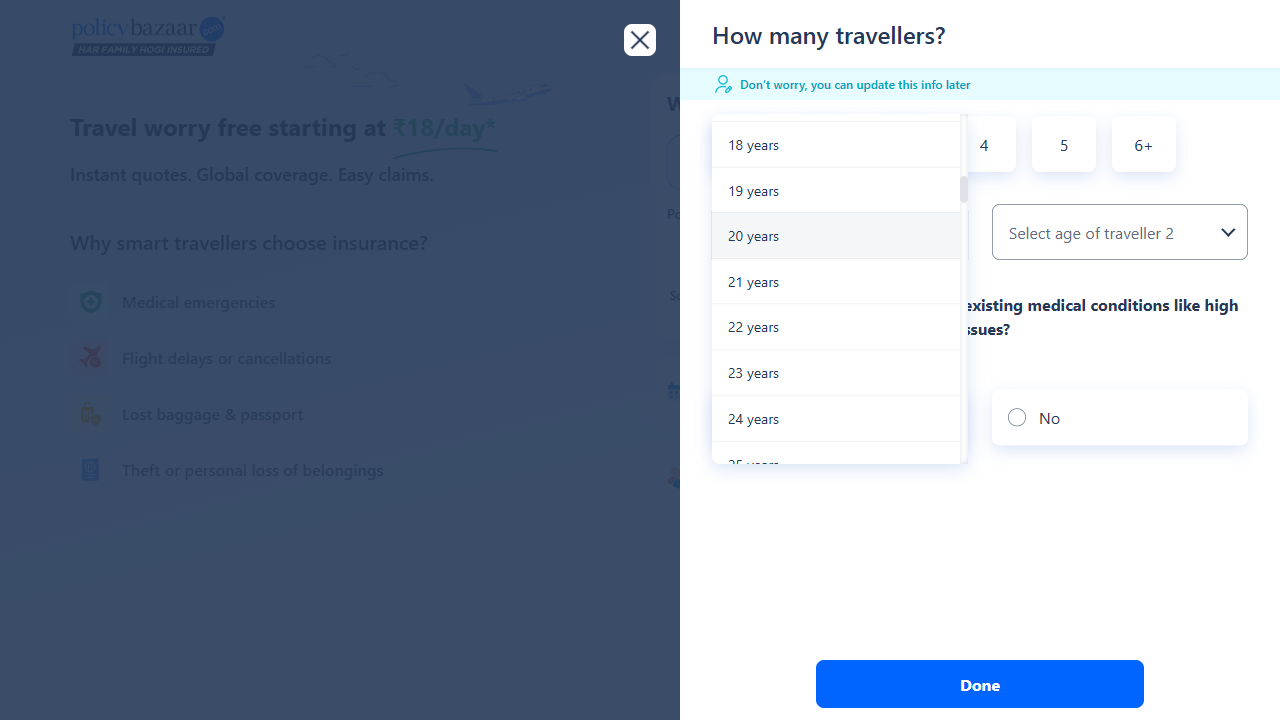 policybazaar
HAR FAMILY HOGI INSURED
Travel worry free starting at ₹18/day*
Instant quotes. Global coverage. Easy claims.
Why smart travellers choose insurance?
Medical emergencies
Flight delays or cancellations
Lost baggage & passport
Theft or personal loss of belongings
How many travellers?
Don't worry, you can update this info later
4
5
6+
18 years
19 years
20 years
21 years
22 years
23 years
24 years
25 years
Select age of traveller 2
existing medical conditions like high
ssues?
No
Done